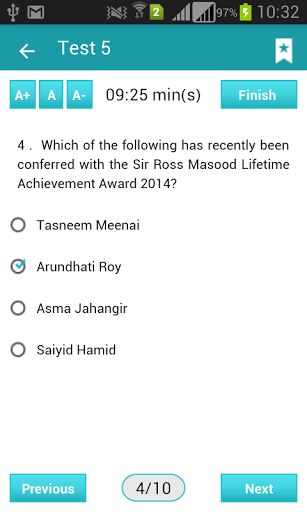 2 97% 10:32
Test 5
A+ A A- 09:25 min(s) Finish
4 . Which of the following has recently been
conferred with the Sir Ross Masood Lifetime
Achievement Award 2014?
Tasneem Meenai
Arundhati Roy
Asma Jahangir
Saiyid Hamid
Previous 4/10 Next